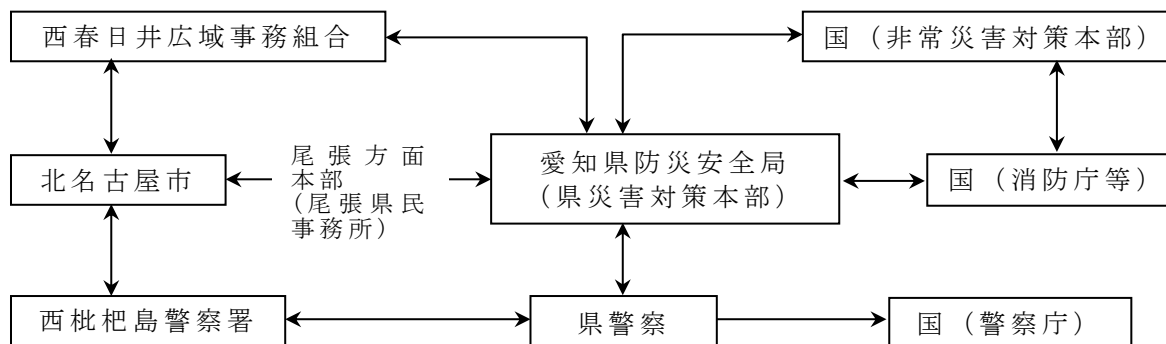 西春日井広域事務組合
国（非常災害対策本部）
北名古屋市
尾張方面
本部
（尾張県民
事務所）
愛知県防災安全局
（県災害対策本部）
国（消防庁等）
西枇杷島警察署
県警察
国（警察庁）